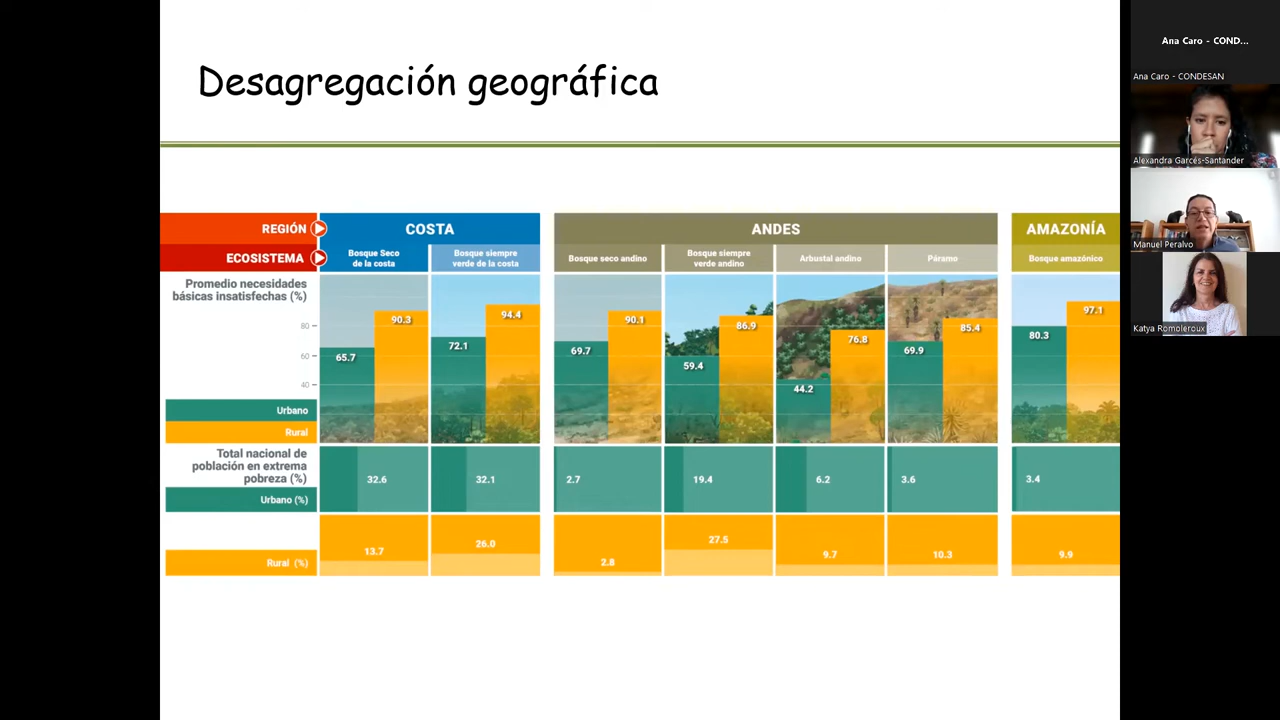 Desagregación geográfica
REGIÓN
COSTA
ANDES
AMAZONÍA
ECOSISTEMA
Bosque Seco
de la costa
Bosque siempre
verde de la costa
Bosque seco andino
Bosque siempre
verde andino
Arbustal andino
Páramo
Bosque amazónico
Promedio necesidades
básicas insatisfechas (%)
80
60
40
65.7
90.3
72.1
94.4
69.7
90.1
59.4
86.9
44.2
76.8
69.9
85.4
80.3
97.1
Urbano
Rural
Total nacional de
población en extrema
pobreza (%)
Urbano (%)
32.6
32.1
2.7
19.4
6.2
3.6
3.4
Rural (%)
13.7
26.0
2.8
27.5
9.7
10.3
9.9
Ana Caro - COND...
Ana Caro - CONDESAN
Alexandra Garcés-Santander
Manuel Peralvo
Katya Romoleroux